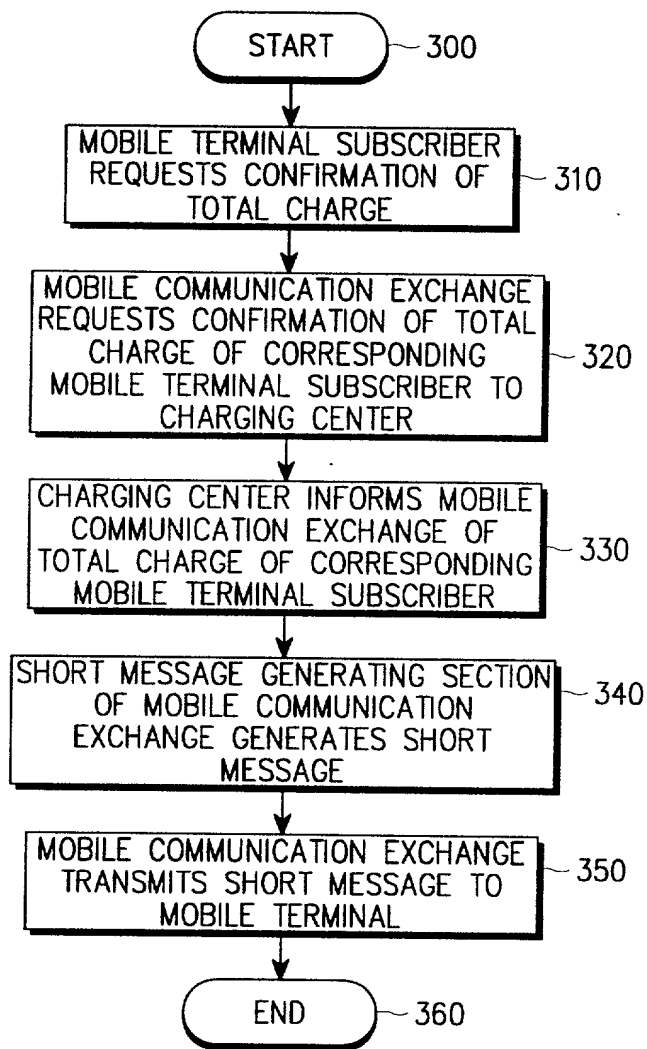 START
300
MOBILE TERMINAL SUBSCRIBER
REQUESTS CONFIRMATION OF
TOTAL CHARGE
310
MOBILE COMMUNICATION EXCHANGE
REQUESTS CONFIRMATION OF TOTAL
CHARGE OF CORRESPONDING
MOBILE TERMINAL SUBSCRIBER TO
CHARGING CENTER
320
CHARGING CENTER INFORMS MOBILE
COMMUNICATION EXCHANGE OF
TOTAL CHARGE OF CORRESPONDING
MOBILE TERMINAL SUBSCRIBER
330
SHORT MESSAGE GENERATING SECTION
OF MOBILE COMMUNICATION
EXCHANGE GENERATES SHORT
MESSAGE
340
MOBILE COMMUNICATION EXCHANGE
TRANSMITS SHORT MESSAGE TO
MOBILE TERMINAL
350
END
360